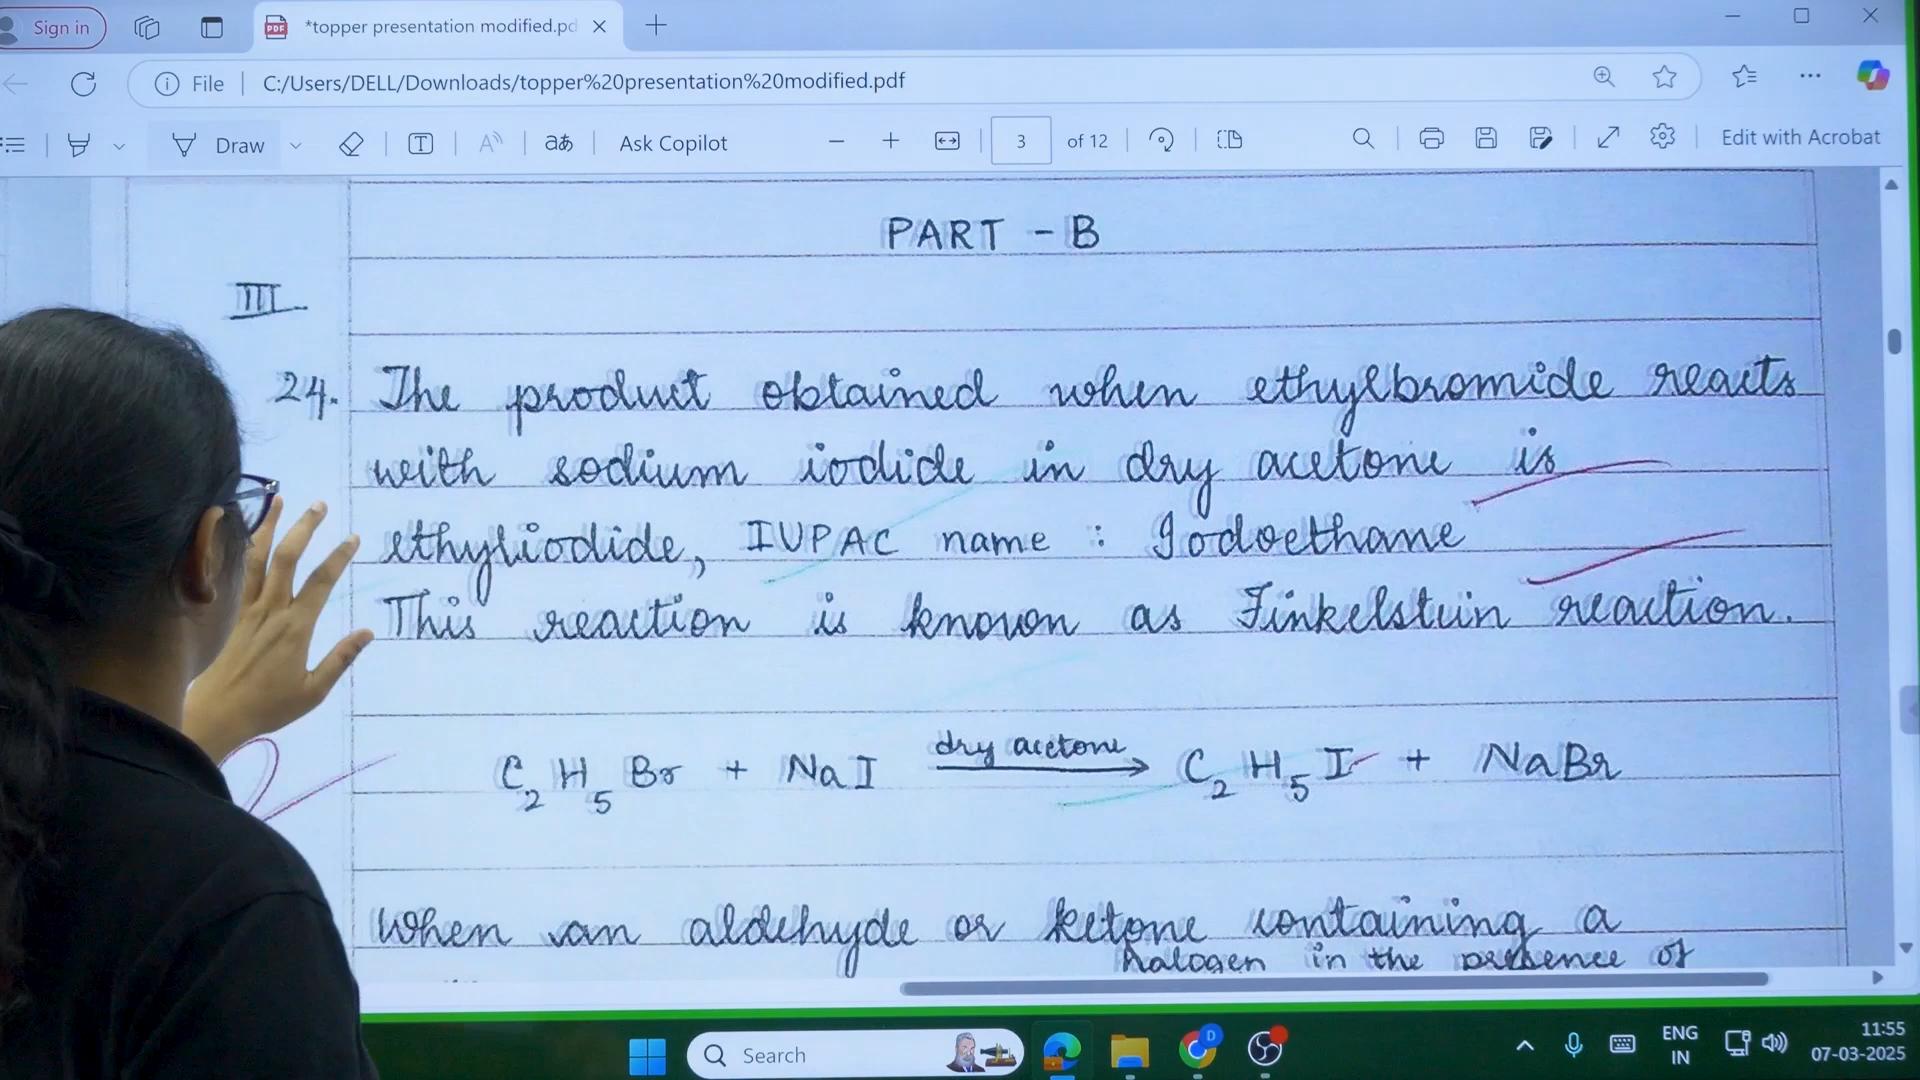 Sign in
*topper presentation modified.pd
File
C:/Users/DELL/Downloads/topper%20presentation%20modified.pdf
Draw
Ask Copilot
3 of 12
Edit with Acrobat
PART - B
III
24. The product obtained when ethylbromide reacts
with sodium iodide in dry acetone is
ethyliodide, IUPAC name : Iodoethane
This reaction is known as Finkelstein reaction.
2
C2H5Br + NaI dry acetone → C2H5I + NaBr
When an aldehyde or ketone containing a
halogen in the presence of
Search
D
ENG
IN
11:55
07-03-2025